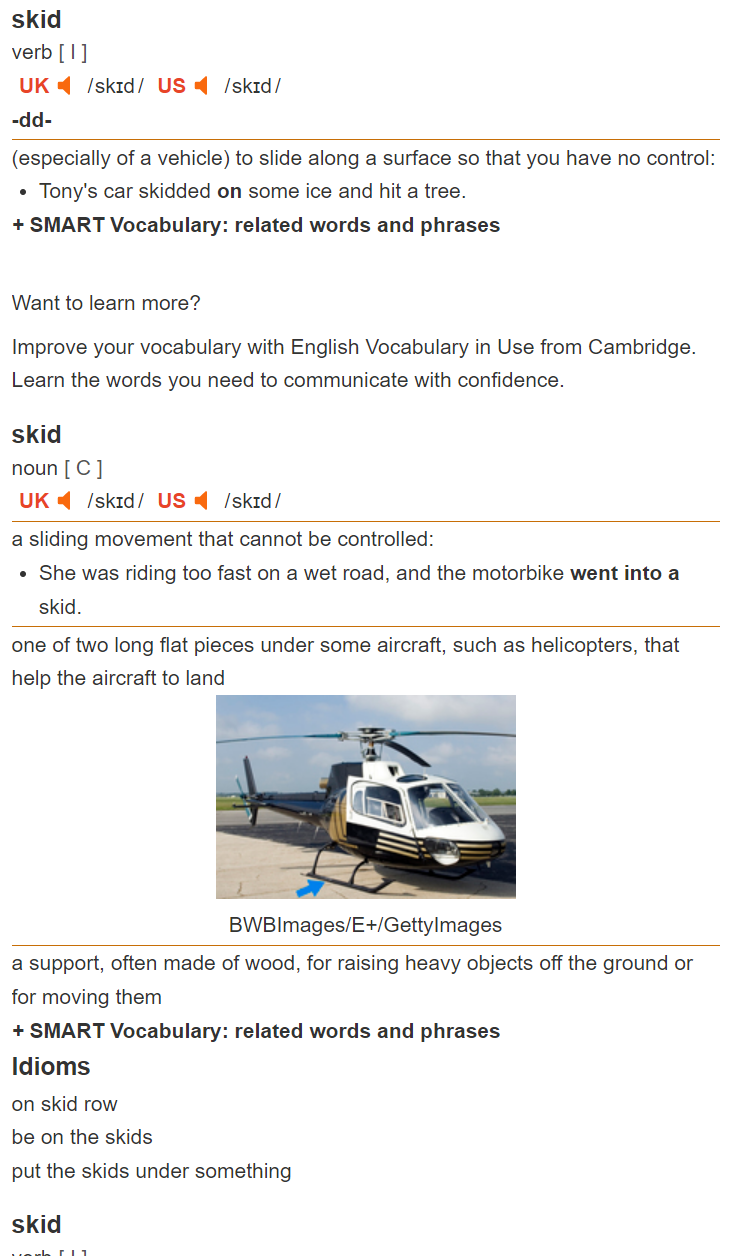 skid
verb [ I ]
UK /skɪd/ US /skɪd/
-dd-
(especially of a vehicle) to slide along a surface so that you have no control:
• Tony's car skidded on some ice and hit a tree.
+ SMART Vocabulary: related words and phrases
Want to learn more?
Improve your vocabulary with English Vocabulary in Use from Cambridge.
Learn the words you need to communicate with confidence.
skid
noun [ C ]
UK /skɪd/ US /skɪd/
a sliding movement that cannot be controlled:
• She was riding too fast on a wet road, and the motorbike went into a
skid.
one of two long flat pieces under some aircraft, such as helicopters, that
help the aircraft to land
BWBImages/E+/GettyImages
a support, often made of wood, for raising heavy objects off the ground or
for moving them
+ SMART Vocabulary: related words and phrases
Idioms
on skid row
be on the skids
put the skids under something
skid